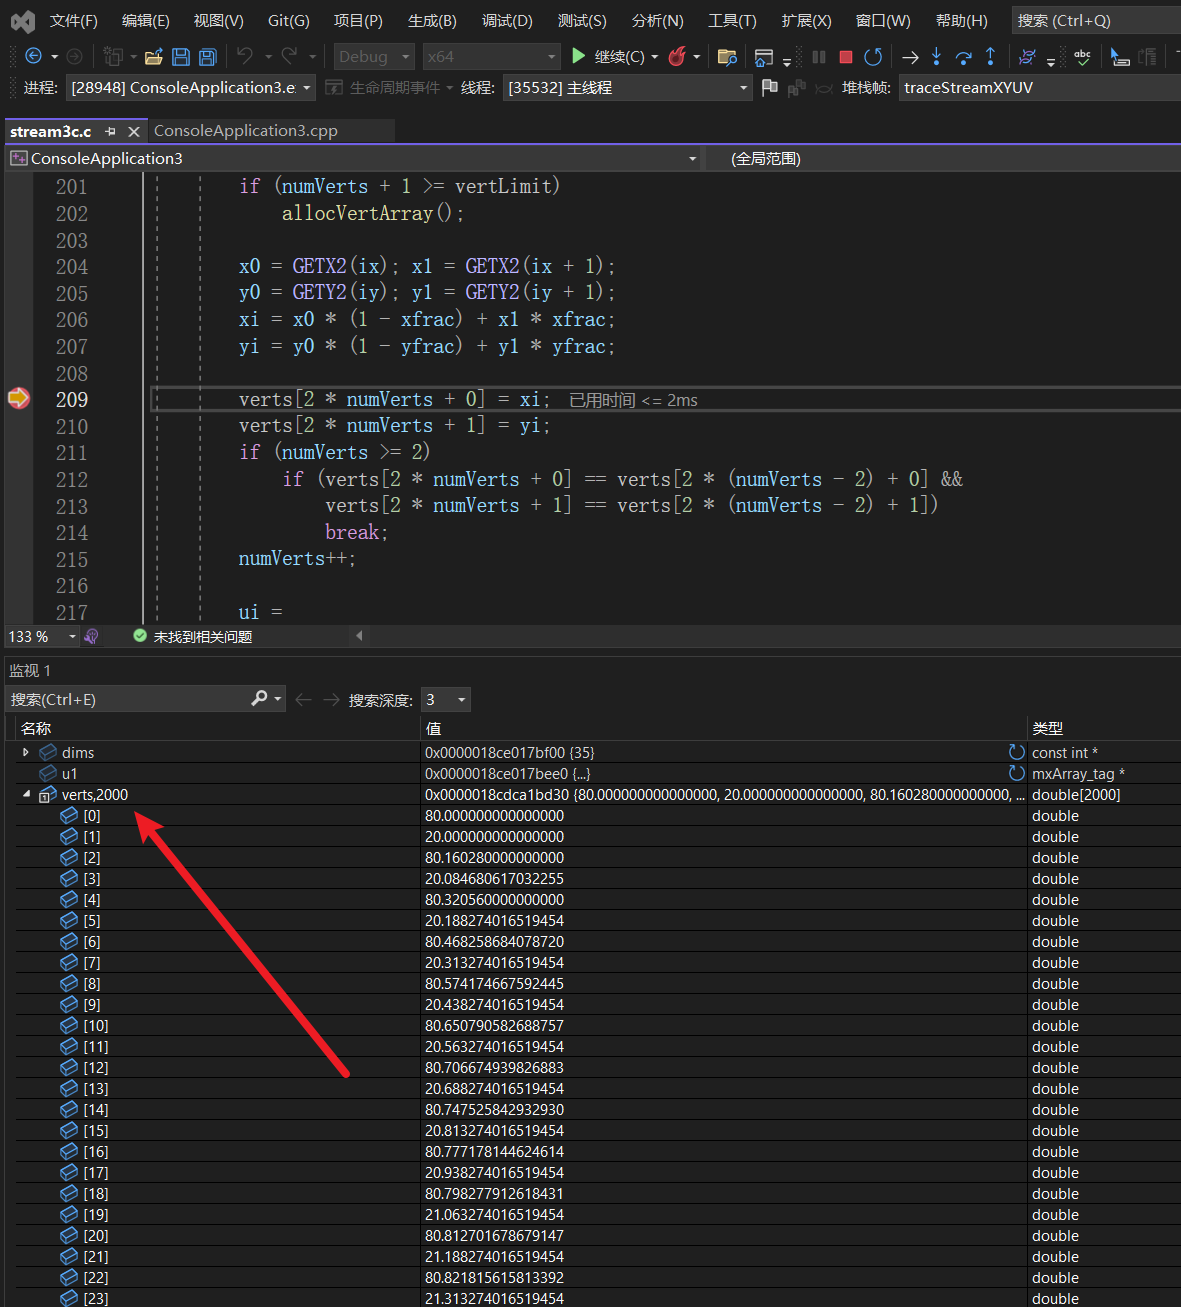 文件(F) 编辑(E) 视图(V) Git(G) 项目(P) 生成(B) 调试(D) 测试(S) 分析(N) 工具(T) 扩展(X) 窗口(W) 帮助(H) 搜索 (Ctrl+Q)
Debug x64 继续(C) abc
进程: [28948] ConsoleApplication3.e: 生命周期事件 线程: [35532] 主线程 堆栈帧: traceStreamXYUV
stream3c.c ConsoleApplication3.cpp
ConsoleApplication3 (全局范围)
201 if (numVerts + 1 >= vertLimit)
202 allocVertArray();
203
204 x0 = GETX2(ix); x1 = GETX2(ix + 1);
205 y0 = GETY2(iy); y1 = GETY2(iy + 1);
206 xi = x0 * (1 - xfrac) + x1 * xfrac;
207 yi = y0 * (1 - yfrac) + y1 * yfrac;
208
209 verts[2 * numVerts + 0] = xi; 已用时间 <= 2ms
210 verts[2 * numVerts + 1] = yi;
211 if (numVerts >= 2)
212 if (verts[2 * numVerts + 0] == verts[2 * (numVerts - 2) + 0] &&
213 verts[2 * numVerts + 1] == verts[2 * (numVerts - 2) + 1])
214 break;
215 numVerts++;
216
217 ui =
133 % 未找到相关问题
监视 1
搜索(Ctrl+E) 搜索深度: 3
名称 值 类型
dims 0x0000018ce017bf00 {35} const int *
u1 0x0000018ce017bee0 {...} mxArray_tag *
verts,2000 0x0000018cdca1bd30 {80.000000000000000, 20.000000000000000, 80.160280000000000, ... double[2000]
[0] 80.000000000000000 double
[1] 20.000000000000000 double
[2] 80.160280000000000 double
[3] 20.084680617032255 double
[4] 80.320560000000000 double
[5] 20.188274016519454 double
[6] 80.468258684078720 double
[7] 20.313274016519454 double
[8] 80.574174667592445 double
[9] 20.438274016519454 double
[10] 80.650790582688757 double
[11] 20.563274016519454 double
[12] 80.706674939826883 double
[13] 20.688274016519454 double
[14] 80.747525842932930 double
[15] 20.813274016519454 double
[16] 80.777178144624614 double
[17] 20.938274016519454 double
[18] 80.798277912618431 double
[19] 21.063274016519454 double
[20] 80.812701678679147 double
[21] 21.188274016519454 double
[22] 80.821815615813392 double
[23] 21.313274016519454 double